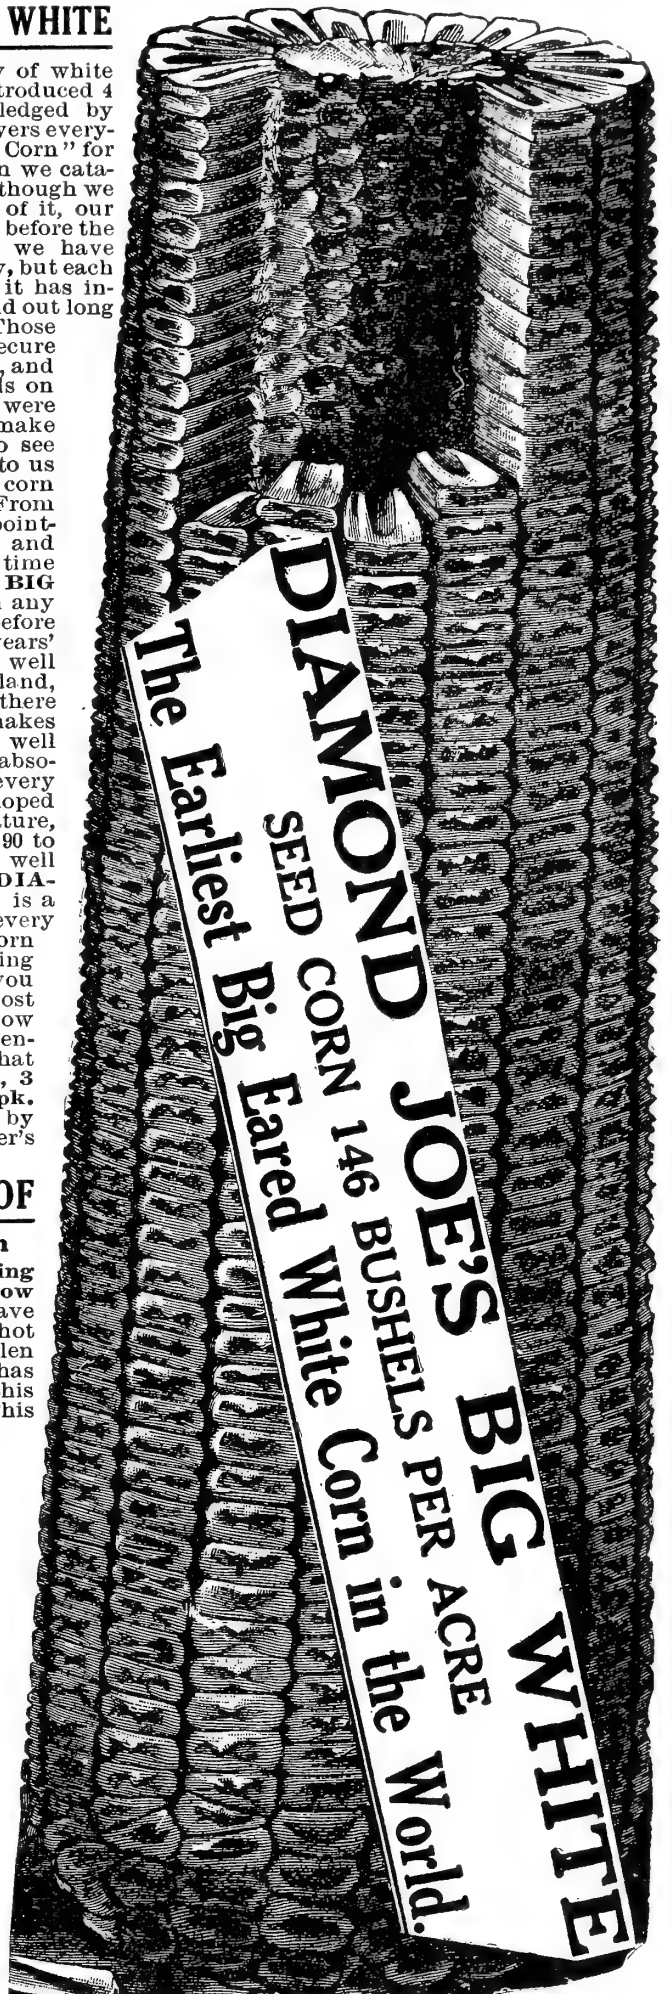 WHITE
of white
troduced 4
ledged by
yers every-
Corn" for
n we cata-
though we
of it, our
before the
we have
, but each
it has in-
d out long
Those
ecure
, and
ls on
were
make
o see
to us
corn
From
point-
and
time
BIG
any
efore
ears'
well
land,
there
nakes
well
abso-
every
loped
ture,
90 to
well
DIA-
is a
every
orn
ing
you
ost
ow
en-
hat
, 3
pk.
by
er's
OF
n
ing
ow
ave
hot
len
has
his
his
DIAMOND JOE'S BIG WHITE
SEED CORN 146 BUSHELS PER ACRE
The Earliest Big Eared White Corn in the World.